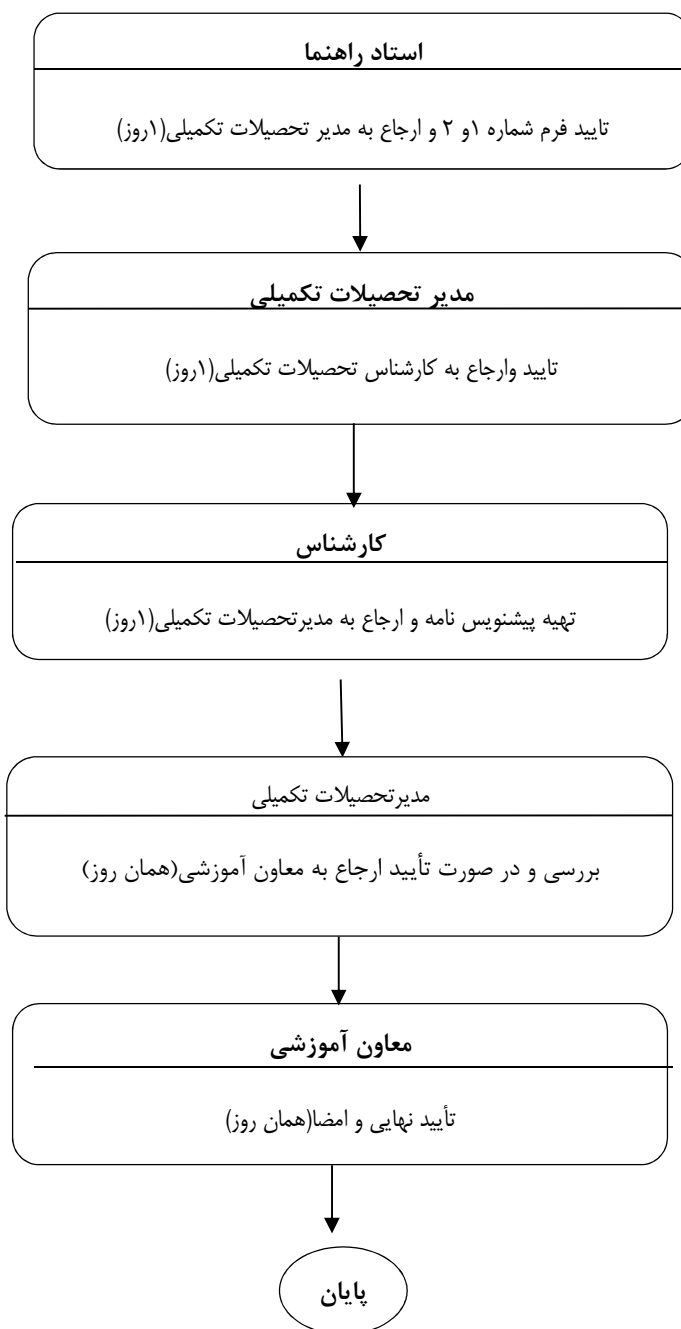 استاد راهنما
تایید فرم شماره ۱و ۲ و ارجاع به مدیر تحصیلات تکمیلی(۱روز)
مدیر تحصیلات تکمیلی
تایید وارجاع به کارشناس تحصیلات تکمیلی(۱روز)
کارشناس
تهیه پیشنویس نامه و ارجاع به مدیرتحصیلات تکمیلی(۱روز)
مدیرتحصیلات تکمیلی
بررسی و در صورت تأیید ارجاع به معاون آموزشی(همان روز)
معاون آموزشی
تأیید نهایی و امضا(همان روز)
پایان